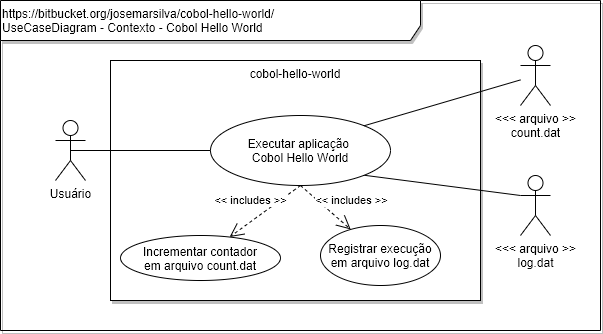 https://bitbucket.org/josemarsilva/cobol-hello-world/
UseCaseDiagram - Contexto - Cobol Hello World
cobol-hello-world
<<< arquivo >>
count.dat
Executar aplicação
Cobol Hello World
Usuário
<< includes >>
<< includes >>
Incrementar contador
em arquivo count.dat
Registrar execução
em arquivo log.dat
<<< arquivo >>
log.dat